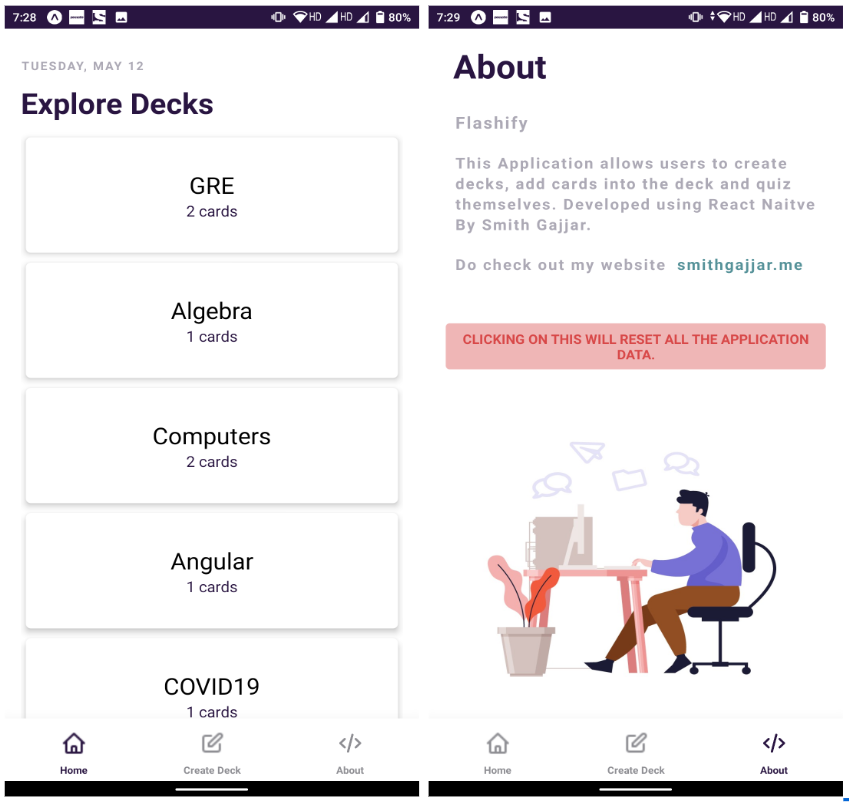 7:28 HD HD 80%
TUESDAY, MAY 12
Explore Decks
GRE
2 cards
Algebra
1 cards
Computers
2 cards
Angular
1 cards
COVID19
1 cards
Home Create Deck About
7:29 HD HD 80%
About
Flashify
This Application allows users to create
decks, add cards into the deck and quiz
themselves. Developed using React Naitve
By Smith Gajjar.
Do check out my website smithgajjar.me
CLICKING ON THIS WILL RESET ALL THE APPLICATION
DATA.
Home Create Deck About